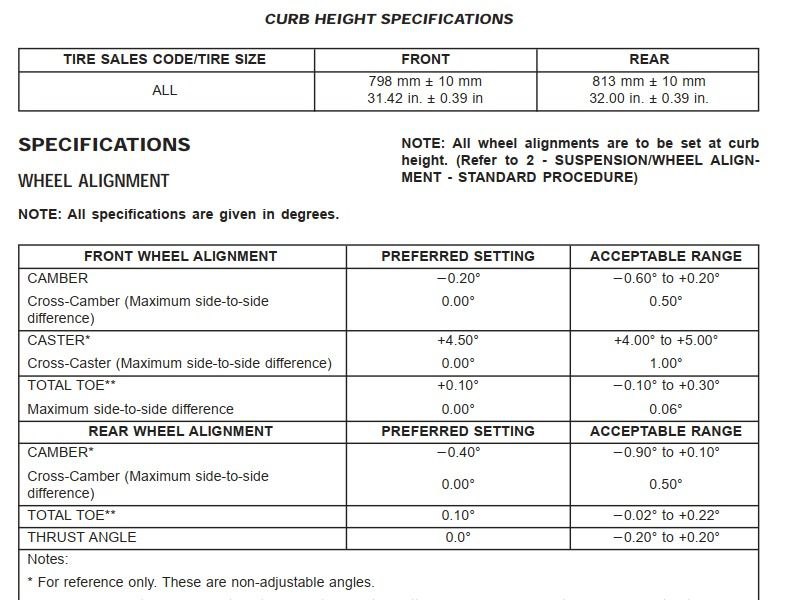 CURB HEIGHT SPECIFICATIONS
TIRE SALES CODE/TIRE SIZE FRONT REAR
ALL 798 mm ± 10 mm 813 mm ± 10 mm
31.42 in. ± 0.39 in 32.00 in. ± 0.39 in.
SPECIFICATIONS
WHEEL ALIGNMENT
NOTE: All specifications are given in degrees.
NOTE: All wheel alignments are to be set at curb
height. (Refer to 2 - SUSPENSION/WHEEL ALIGN-
MENT - STANDARD PROCEDURE)
FRONT WHEEL ALIGNMENT PREFERRED SETTING ACCEPTABLE RANGE
CAMBER −0.20° −0.60° to +0.20°
Cross-Camber (Maximum side-to-side 0.00° 0.50°
difference)
CASTER* +4.50° +4.00° to +5.00°
Cross-Caster (Maximum side-to-side difference) 0.00° 1.00°
TOTAL TOE** +0.10° −0.10° to +0.30°
Maximum side-to-side difference 0.00° 0.06°
REAR WHEEL ALIGNMENT PREFERRED SETTING ACCEPTABLE RANGE
CAMBER* −0.40° −0.90° to +0.10°
Cross-Camber (Maximum side-to-side 0.00° 0.50°
difference)
TOTAL TOE** 0.10° −0.02° to +0.22°
THRUST ANGLE 0.0° −0.20° to +0.20°
Notes:
* For reference only. These are non-adjustable angles.